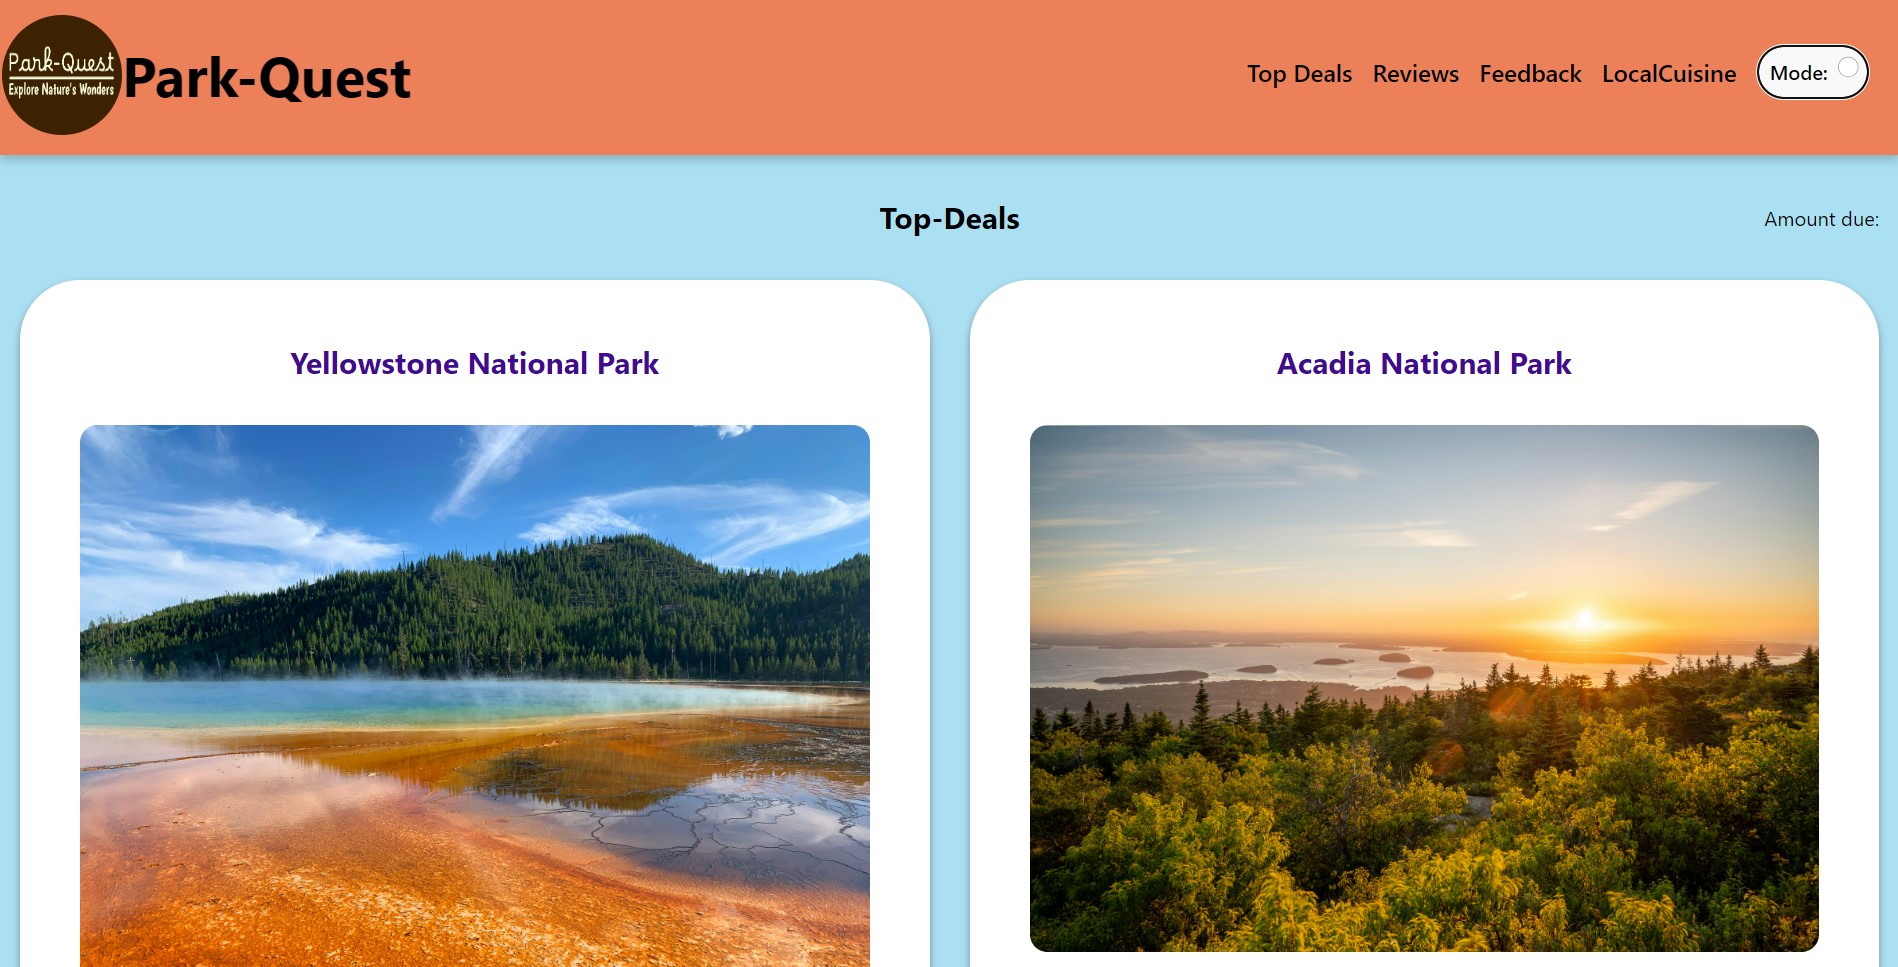 Park-Quest
Explore Nature's Wonders
Park-Quest
Top Deals Reviews Feedback LocalCuisine Mode:
Top-Deals
Amount due:
Yellowstone National Park
Acadia National Park